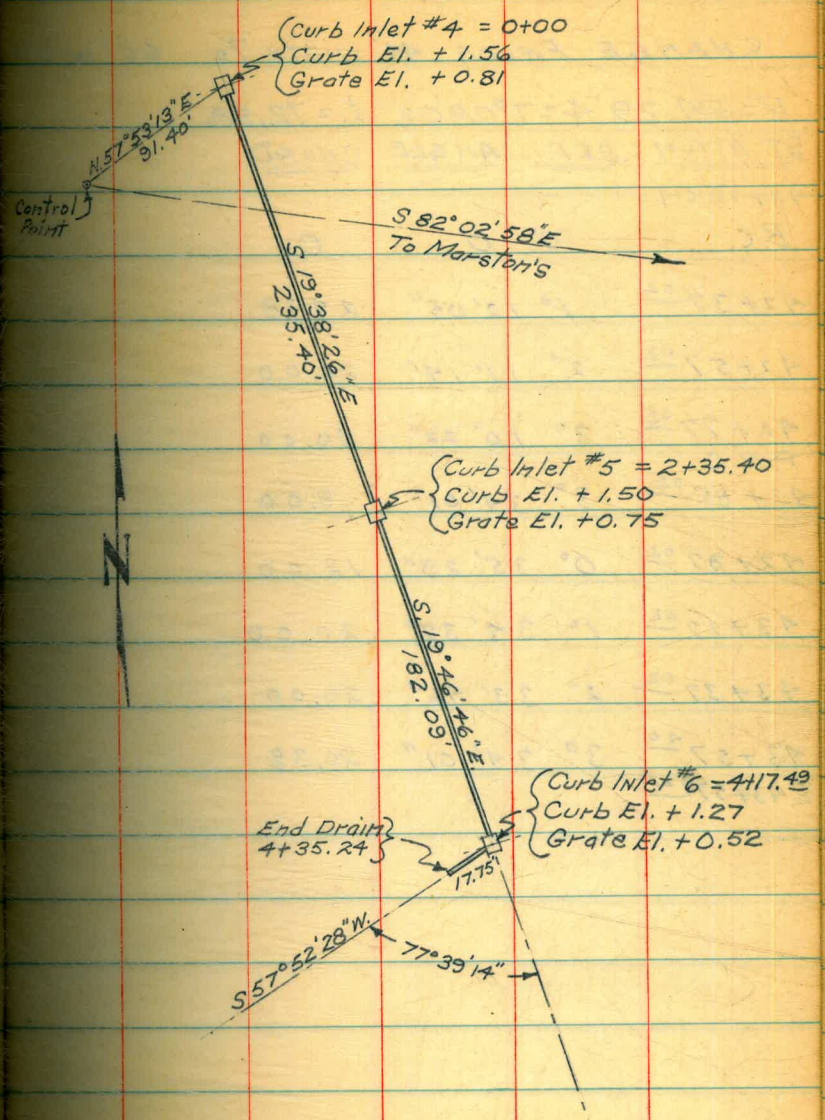 Curb Inlet #4 = 0+00
Curb El. + 1.56
Grate El. + 0.81
N.57°53'13"E.
91.40'
Control
Point
S 82°02'58"E
To Marston's
S 19°38'26"E
235.40'
Curb Inlet #5 = 2+35.40
Curb El. + 1.50
Grate El. +0.75
N
S 19°46'46"E
182.09'
Curb Inlet #6 = 4+17.49
Curb El. + 1.27
Grate El. + 0.52
End Drain
4+35.24
17.75'
S 57°52'28"W.
77°39'14"